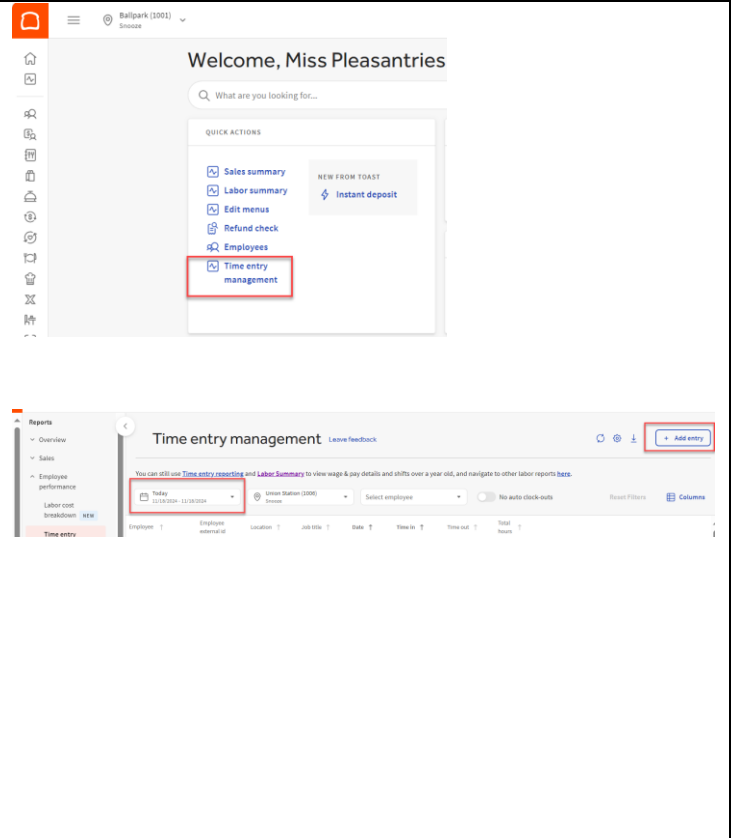 Ballpark (1001)
Snooze
Welcome, Miss Pleasantries
What are you looking for...
QUICK ACTIONS
Sales summary
Labor summary
Edit menus
Refund check
Employees
Time entry
management
NEW FROM TOAST
Instant deposit
Reports
Overview
Sales
Employee
performance
Labor cost
breakdown NEW
Time entry
Time entry management Leave feedback
+ Add entry
You can still use Time entry reporting and Labor Summary to view wage & pay details and shifts over a year old, and navigate to other labor reports here.
Today
11/18/2024 - 11/18/2024
Union Station (1006)
Snooze
Select employee
No auto clock-outs
Reset Filters
Columns
Employee ↑
Employee
external id
Location ↑
Job title ↑
Date ↑
Time in ↑
Time out ↑
Total
hours ↑